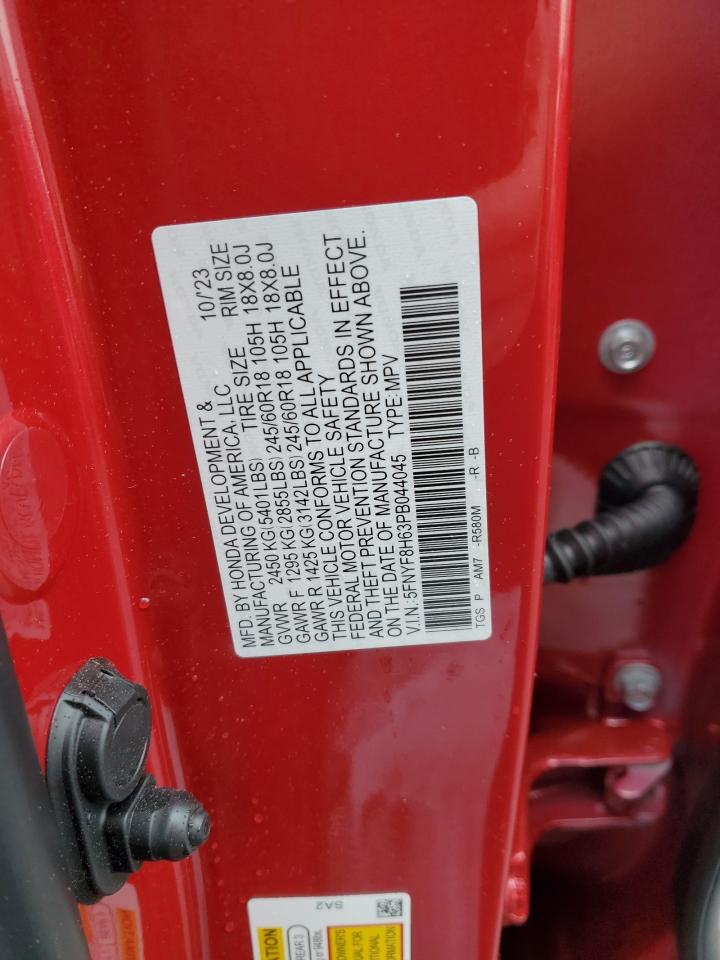 MFD. BY HONDA DEVELOPMENT & 10/'23
MANUFACTURING OF AMERICA, LLC
TIRE SIZE RIM SIZE
GVWR 2450 KG(5401LBS)
GAWR F 1295 KG(2855LBS) 245/60R18 105H 18X8.0J
GAWR R 1425 KG(3142LBS) 245/60R18 105H 18X8.0J
THIS VEHICLE CONFORMS TO ALL APPLICABLE
FEDERAL MOTOR VEHICLE SAFETY
AND THEFT PREVENTION STANDARDS IN EFFECT
ON THE DATE OF MANUFACTURE SHOWN ABOVE.
V.I.N.:5FNYF8H63PB044045 TYPE:MPV
TGS P AM7 -R580M -R -B
SA2
REAR 3
OWNER'S